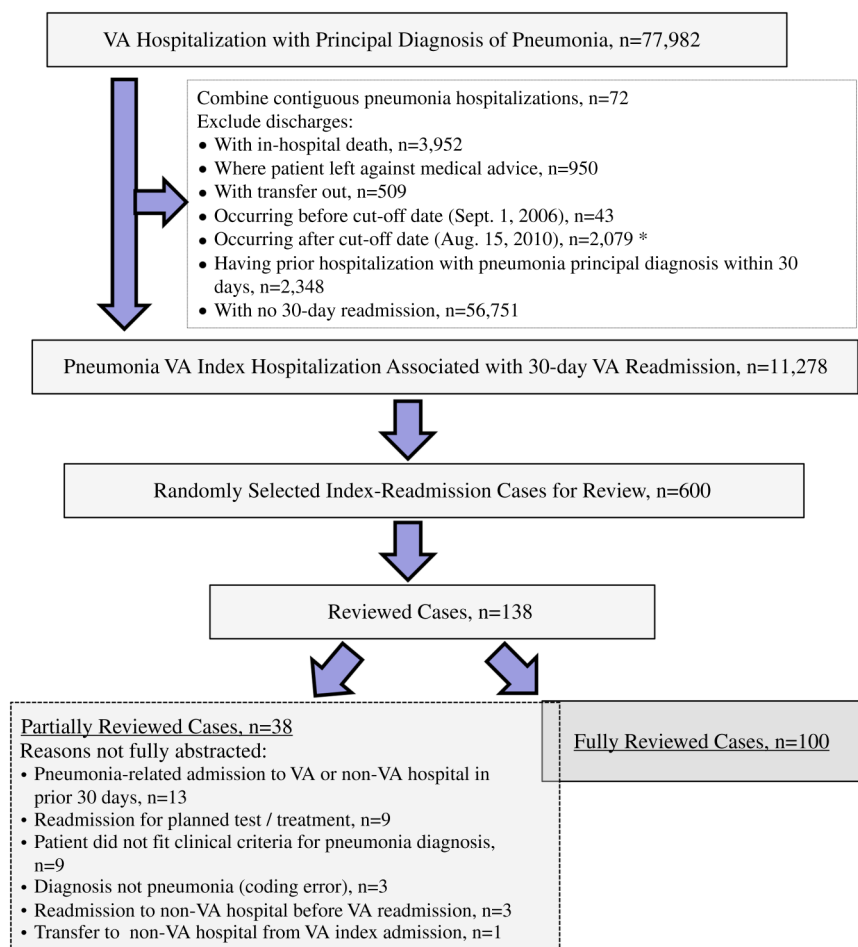 VA Hospitalization with Principal Diagnosis of Pneumonia, n=77,982
Combine contiguous pneumonia hospitalizations, n=72
Exclude discharges:
• With in-hospital death, n=3,952
• Where patient left against medical advice, n=950
• With transfer out, n=509
• Occurring before cut-off date (Sept. 1, 2006), n=43
• Occurring after cut-off date (Aug. 15, 2010), n=2,079 *
• Having prior hospitalization with pneumonia principal diagnosis within 30
days, n=2,348
• With no 30-day readmission, n=56,751
Pneumonia VA Index Hospitalization Associated with 30-day VA Readmission, n=11,278
Randomly Selected Index-Readmission Cases for Review, n=600
Reviewed Cases, n=138
Partially Reviewed Cases, n=38
Reasons not fully abstracted:
• Pneumonia-related admission to VA or non-VA hospital in
prior 30 days, n=13
• Readmission for planned test / treatment, n=9
• Patient did not fit clinical criteria for pneumonia diagnosis,
n=9
• Diagnosis not pneumonia (coding error), n=3
• Readmission to non-VA hospital before VA readmission, n=3
• Transfer to non-VA hospital from VA index admission, n=1
Fully Reviewed Cases, n=100